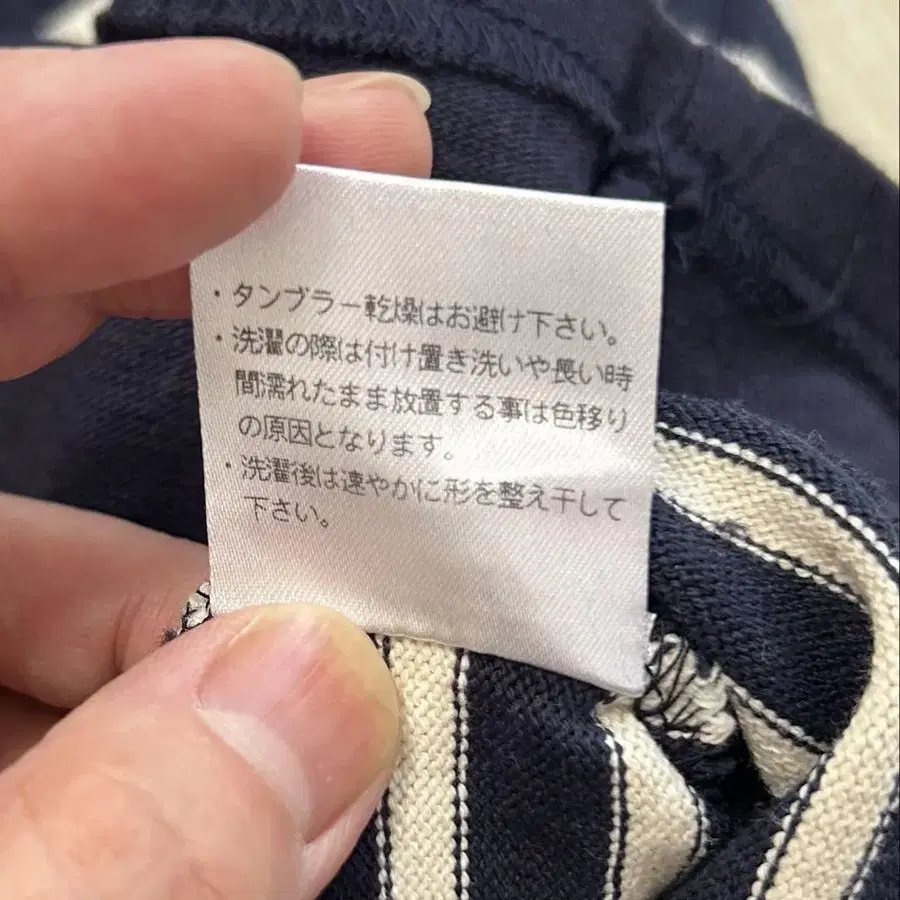 ・タンブラー乾燥はお避け下さい。
・洗濯の際は付け置き洗いや長い時
間濡れたまま放置する事は色移り
の原因となります。
・洗濯後は速やかに形を整え干して
下さい。